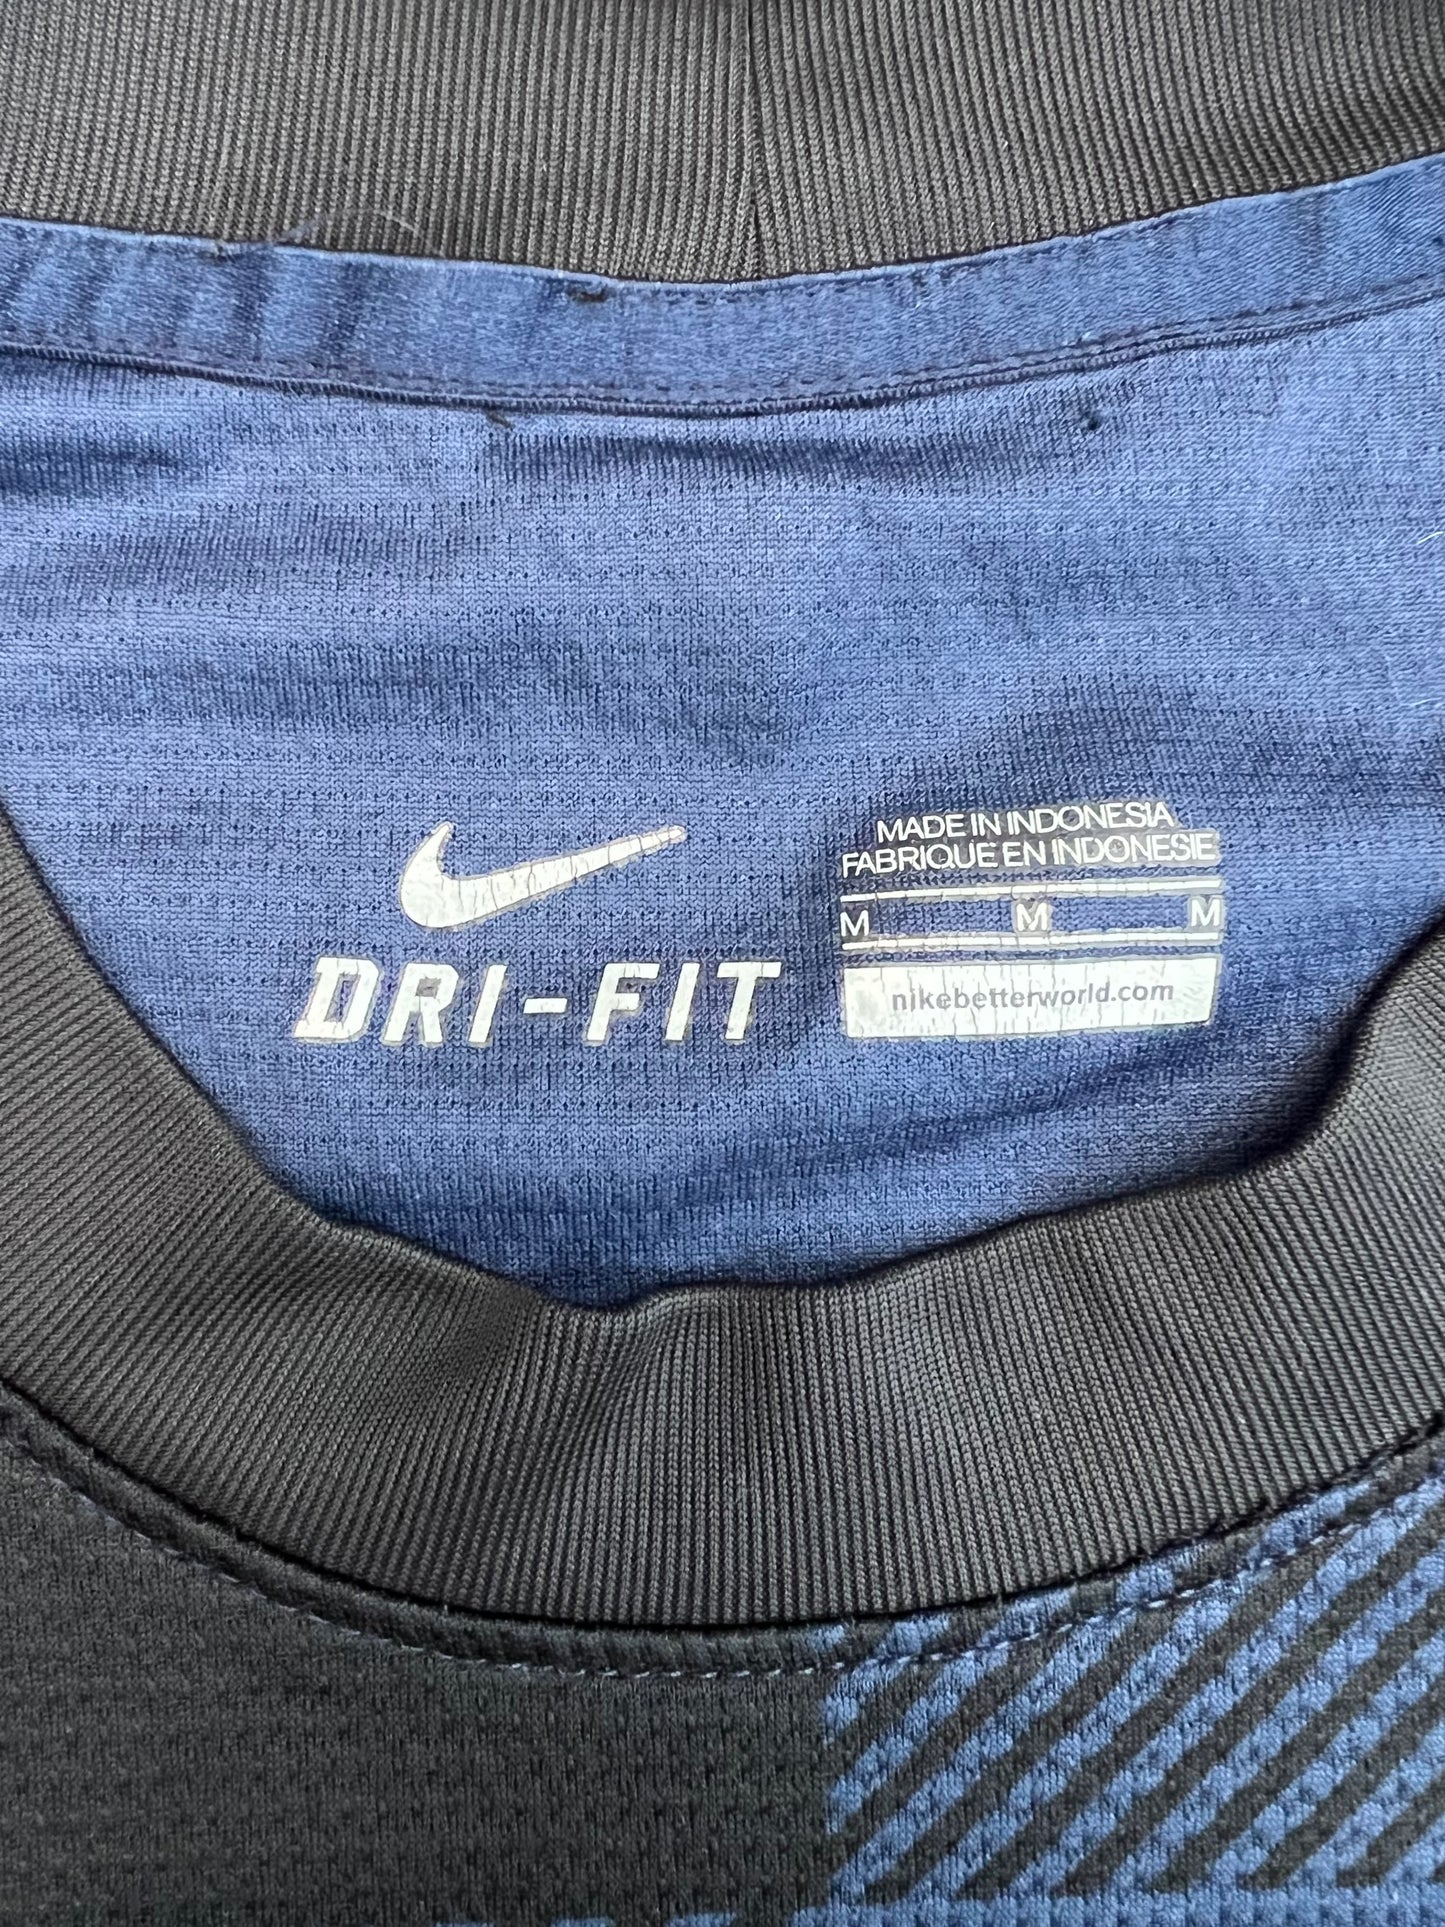 DRI-FIT
MADE IN INDONESIA
FABRIQUE EN INDONESIE
M M M
nikebetterworld.com